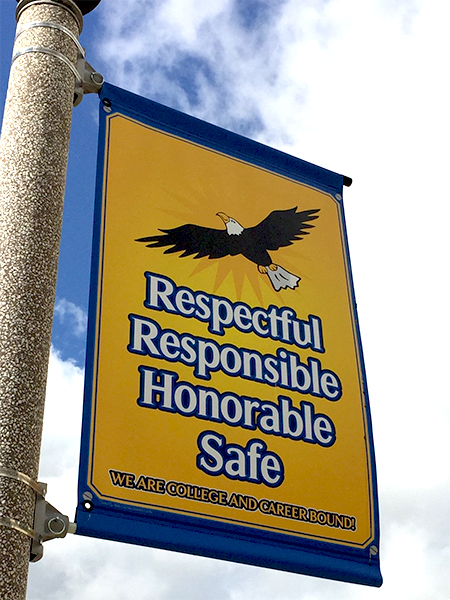 Respectful
Responsible
Honorable
Safe
WE ARE COLLEGE AND CAREER BOUND!